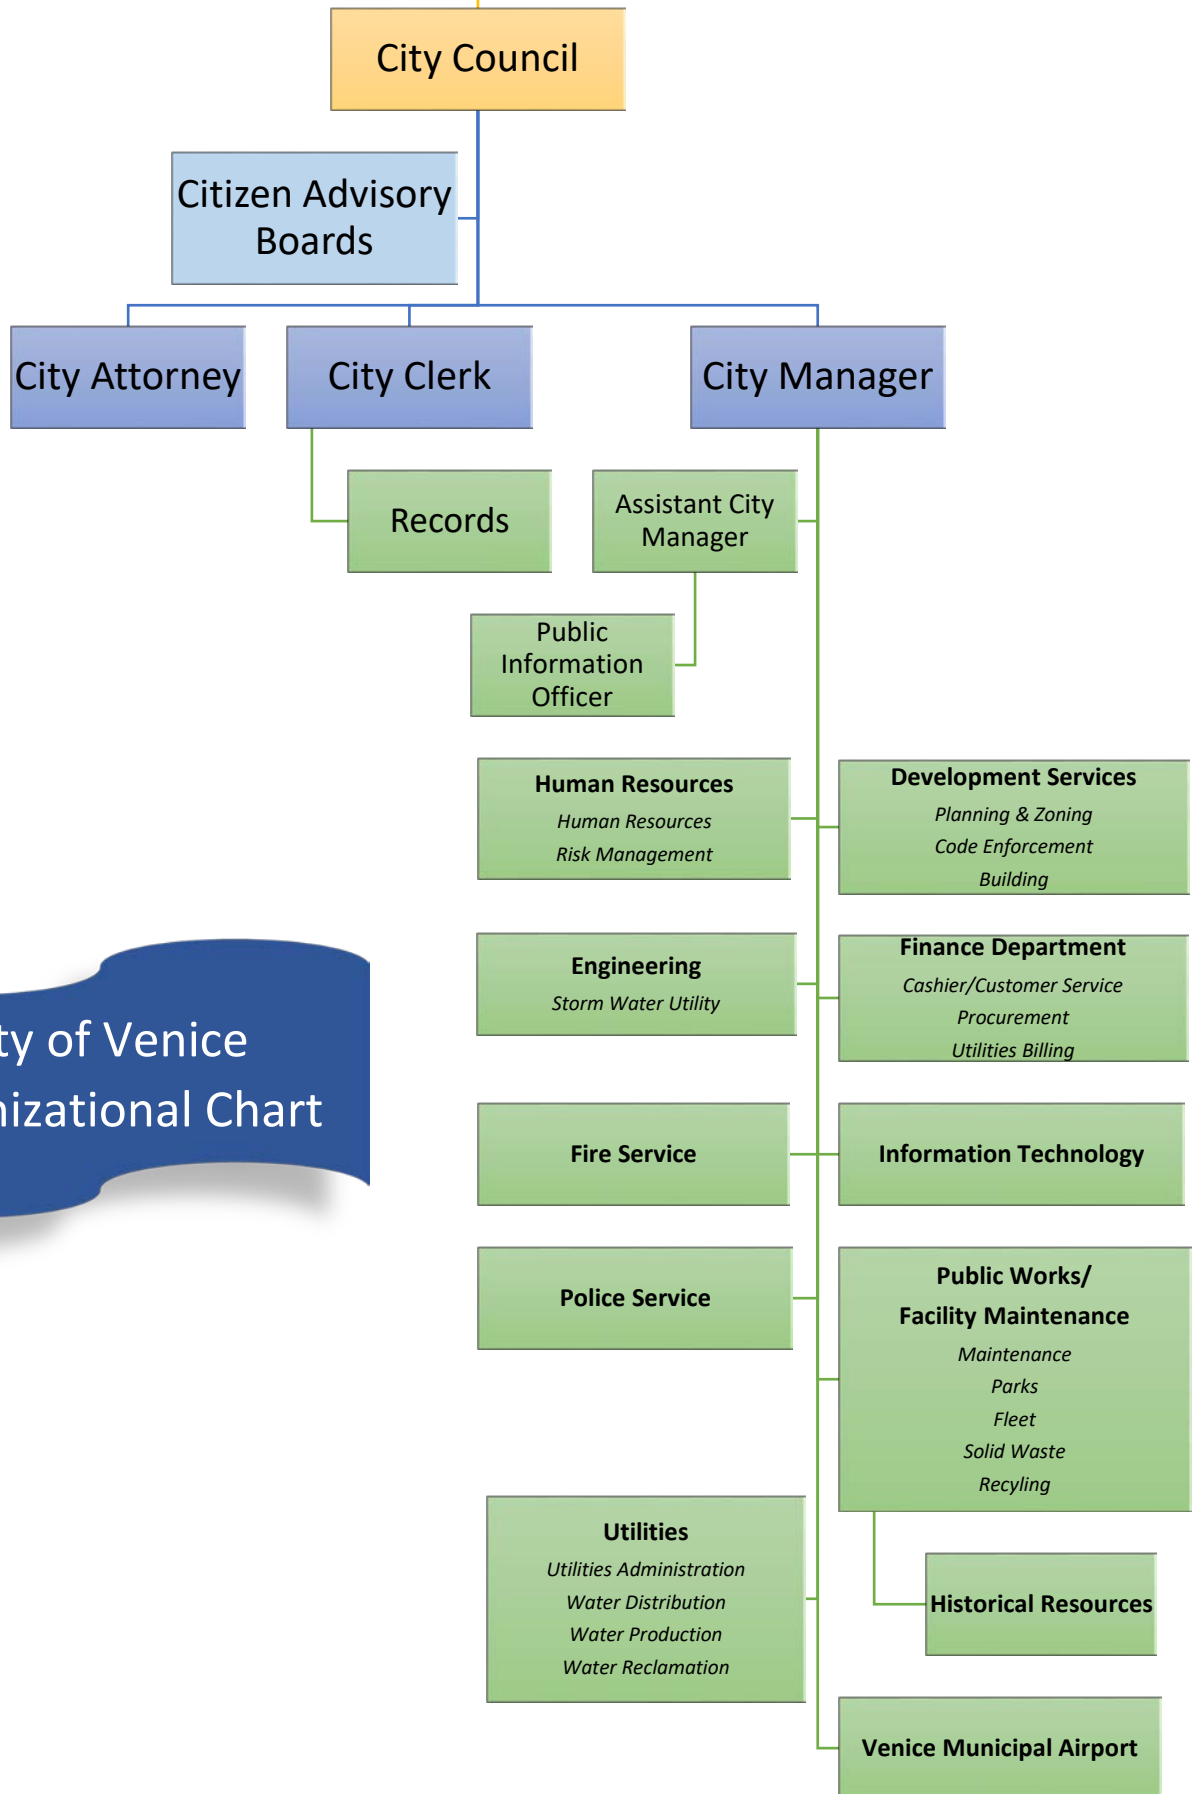 City Council
Citizen Advisory
Boards
City Attorney
City Clerk
City Manager
Records
Assistant City
Manager
Public
Information
Officer
Human Resources
Human Resources
Risk Management
Development Services
Planning & Zoning
Code Enforcement
Building
Engineering
Storm Water Utility
Finance Department
Cashier/Customer Service
Procurement
Utilities Billing
ty of Venice
nizational Chart
Fire Service
Information Technology
Police Service
Public Works/
Facility Maintenance
Maintenance
Parks
Fleet
Solid Waste
Recyling
Utilities
Utilities Administration
Water Distribution
Water Production
Water Reclamation
Historical Resources
Venice Municipal Airport